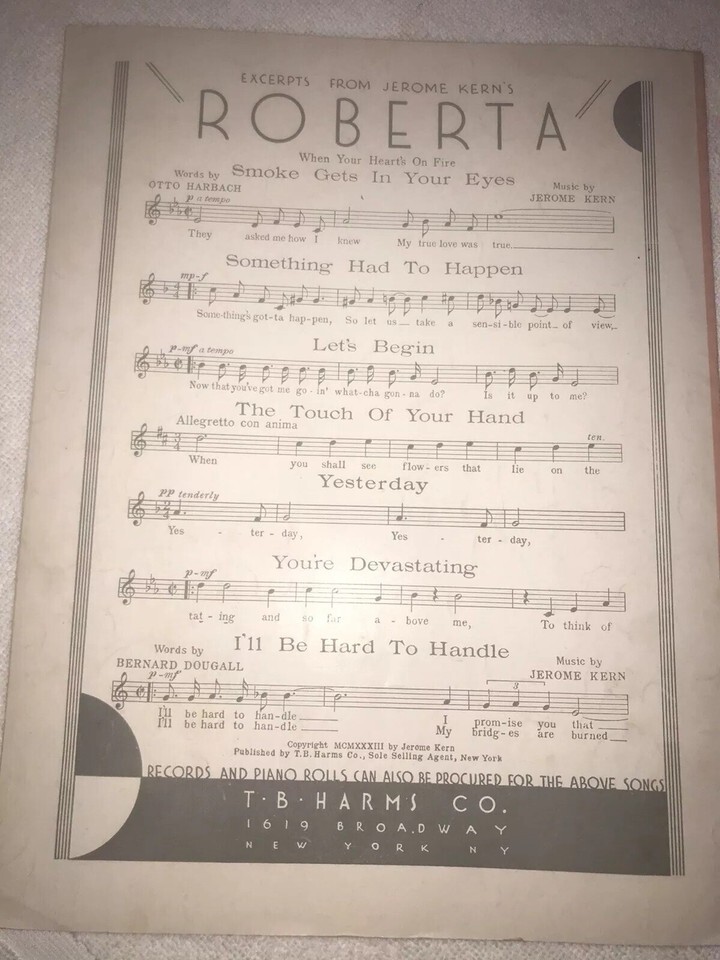 EXCERPTS FROM JEROME KERN'S
ROBERTA
When Your Heart's On Fire
Smoke Gets In Your Eyes
Words by
OTTO HARBACH
Music by
JEROME KERN
p a tempo
They asked me how I knew My true love was true.
Something Had To Happen
mp-f
Some-thing's got-ta hap-pen, So let us take a sen-si-ble point of view,
Let's Begin
p-mf a tempo
Now that you've got me go-in' what-cha gon-na do? Is it up to me?
The Touch Of Your Hand
Allegretto con anima
ten.
3 4
When you shall see flow-ers that lie on the
Yesterday
pp tenderly
2 4
Yes - ter-day, Yes - ter-day,
You're Devastating
p-mf
tat-ing and so far a-bove me, To think of
I'll Be Hard To Handle
Words by
BERNARD DOUGALL
Music by
JEROME KERN
p-mf
3
I'll be hard to han-dle I prom-ise you that
I'll be hard to han-dle My bridg-es are burned
Copyright MCMXXXIII by Jerome Kern
Published by T.B. Harms Co., Sole Selling Agent, New York
RECORDS AND PIANO ROLLS CAN ALSO BE PROCURED FOR THE ABOVE SONGS
T·B·HARMS CO.
1619 BROADWAY
NEW YORK NY